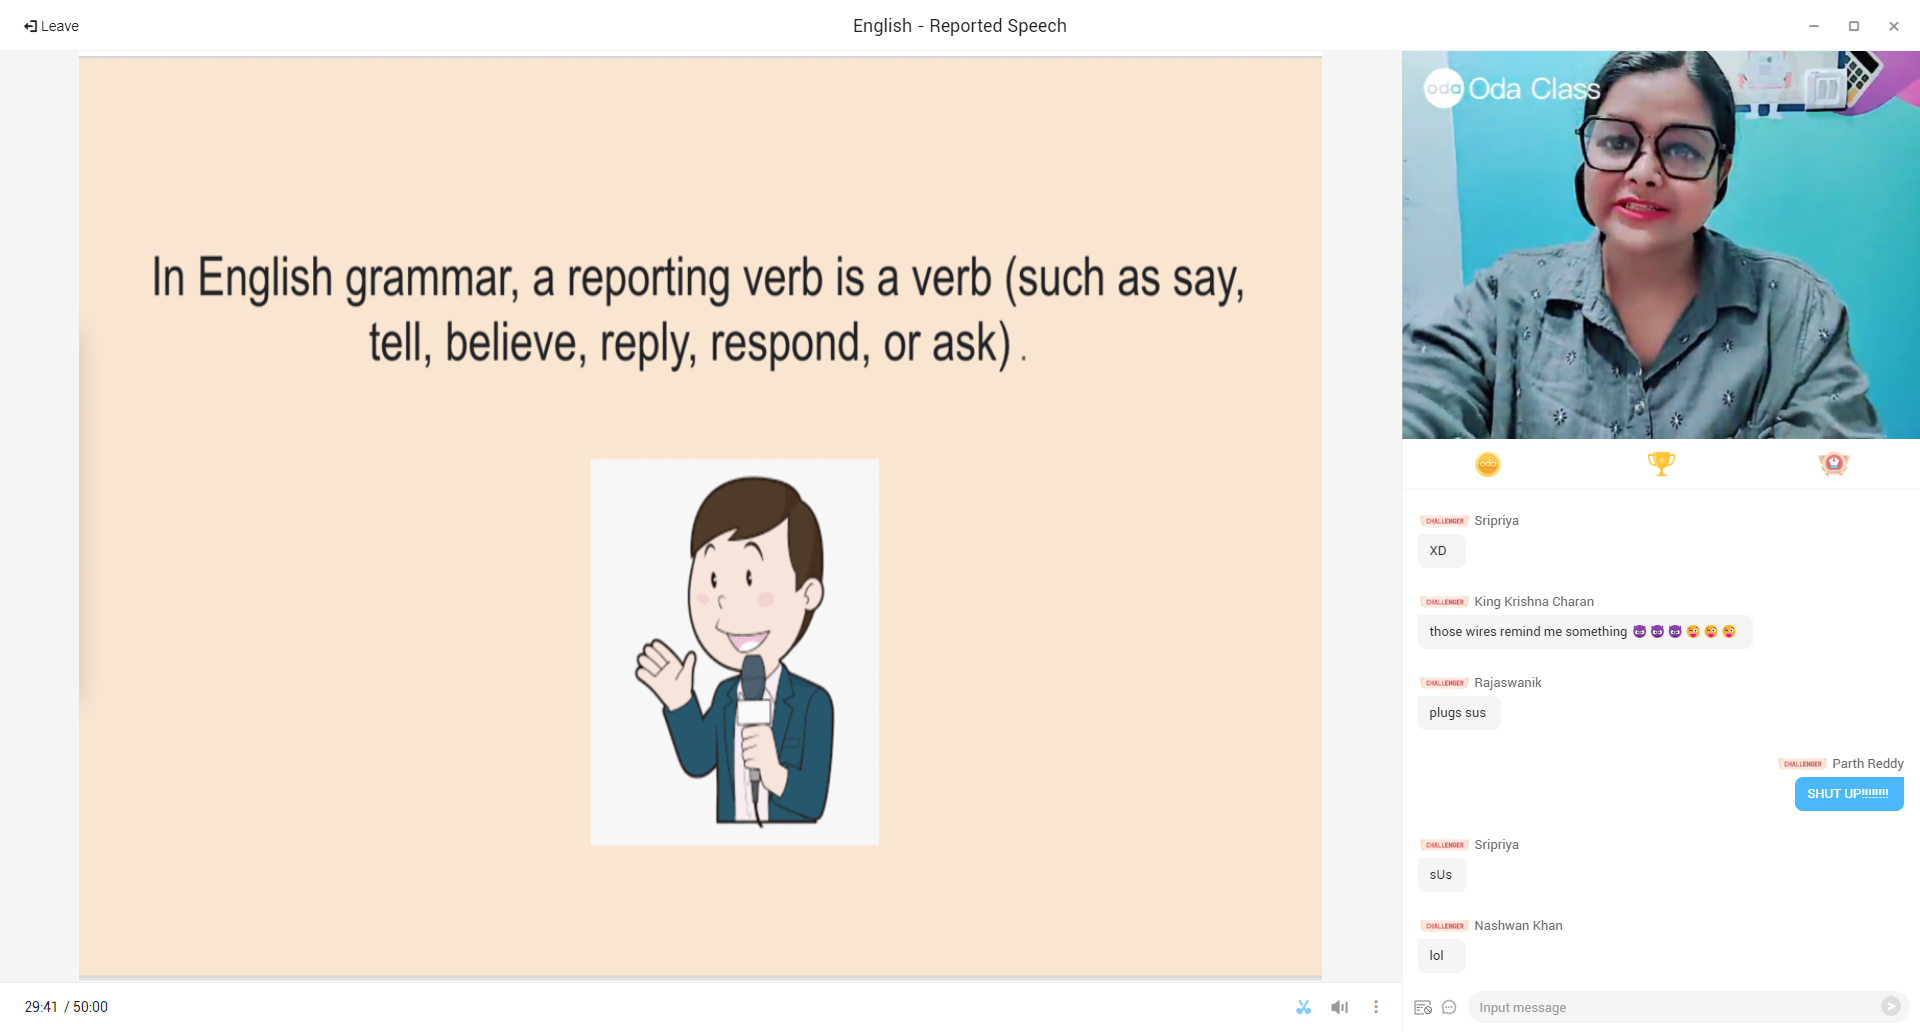 Leave
English - Reported Speech
oda Oda Class
In English grammar, a reporting verb is a verb (such as say,
tell, believe, reply, respond, or ask) .
oda
CHALLENGER Sripriya
XD
CHALLENGER King Krishna Charan
those wires remind me something 😈😈😈🤪🤪🤪
CHALLENGER Rajaswanik
plugs sus
CHALLENGER Parth Reddy
SHUT UP!!!!!!!!
CHALLENGER Sripriya
sUs
CHALLENGER Nashwan Khan
lol
29:41 / 50:00
Input message